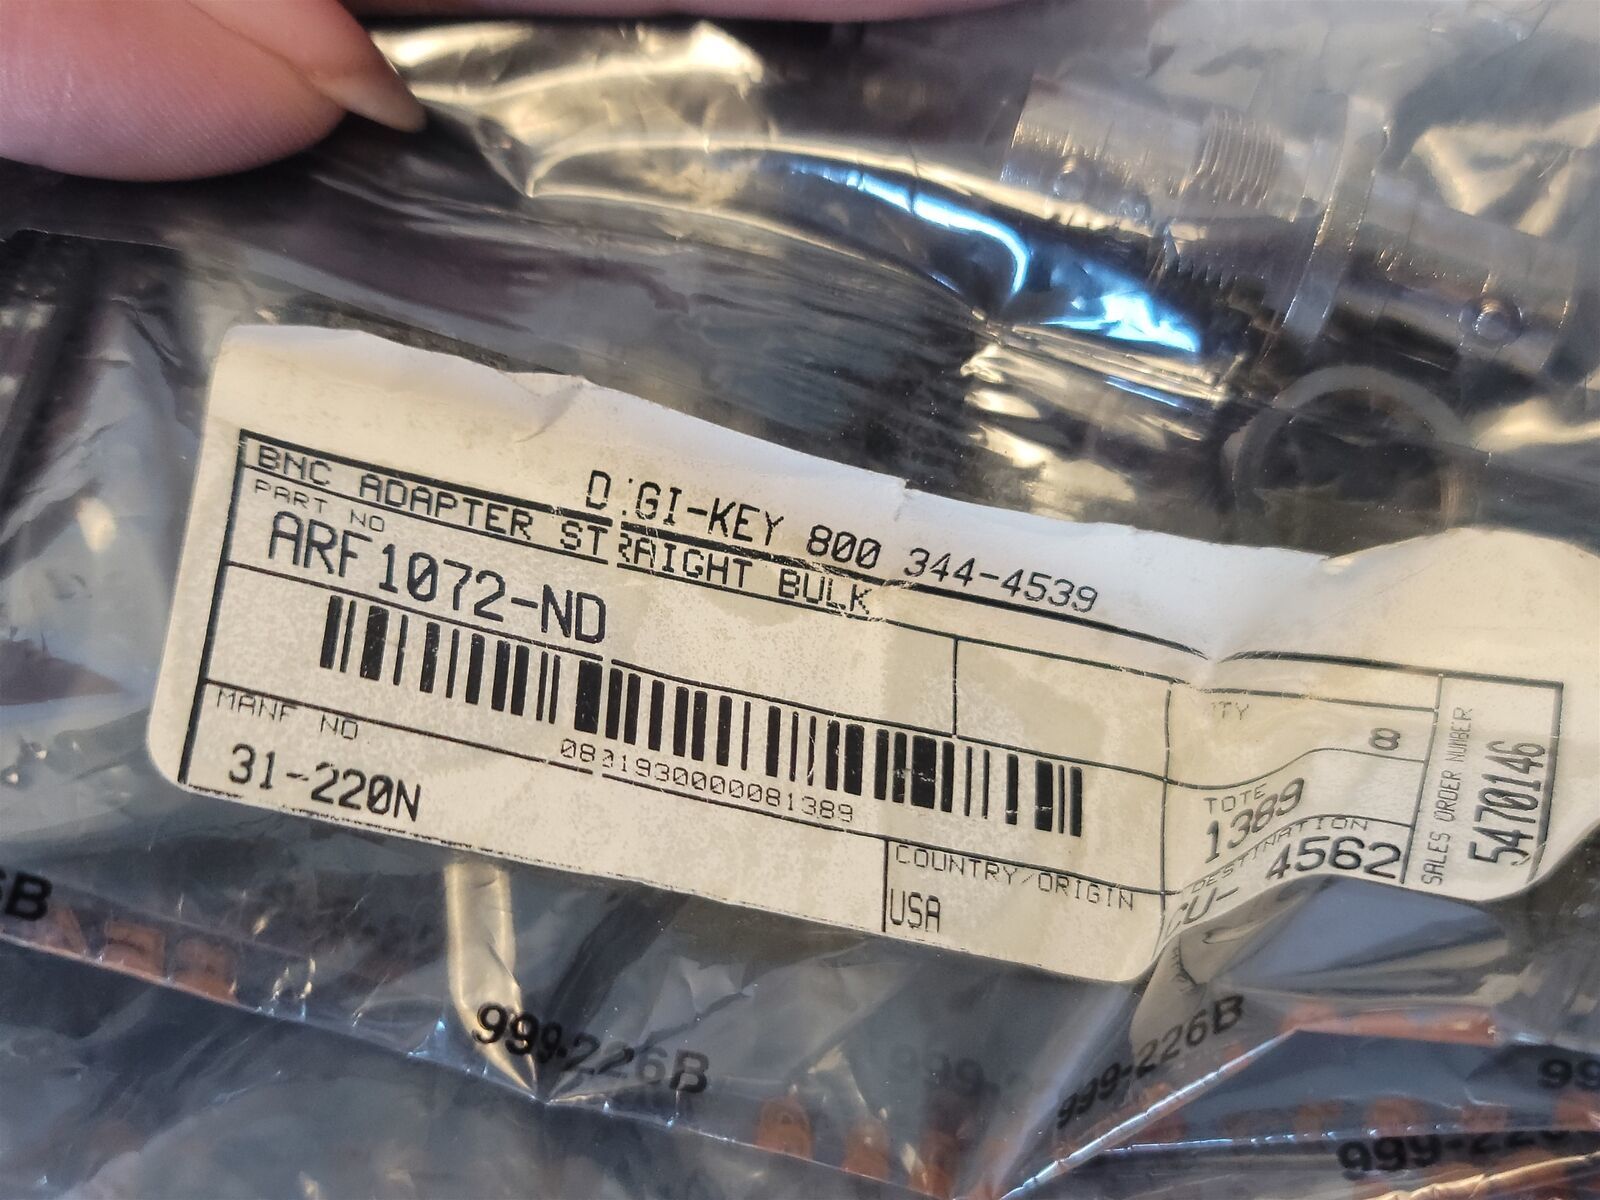 DIGI-KEY 800 344-4539
BNC ADAPTER STRAIGHT BULK
PART NO
ARF1072-ND
0801930000081389
MANF NO
31-220N
COUNTRY/ORIGIN
USA
8
TOTE
1389
DESTINATION
CU- 4562
SALES ORDER NUMBER
5470146
999-226B
999-226B